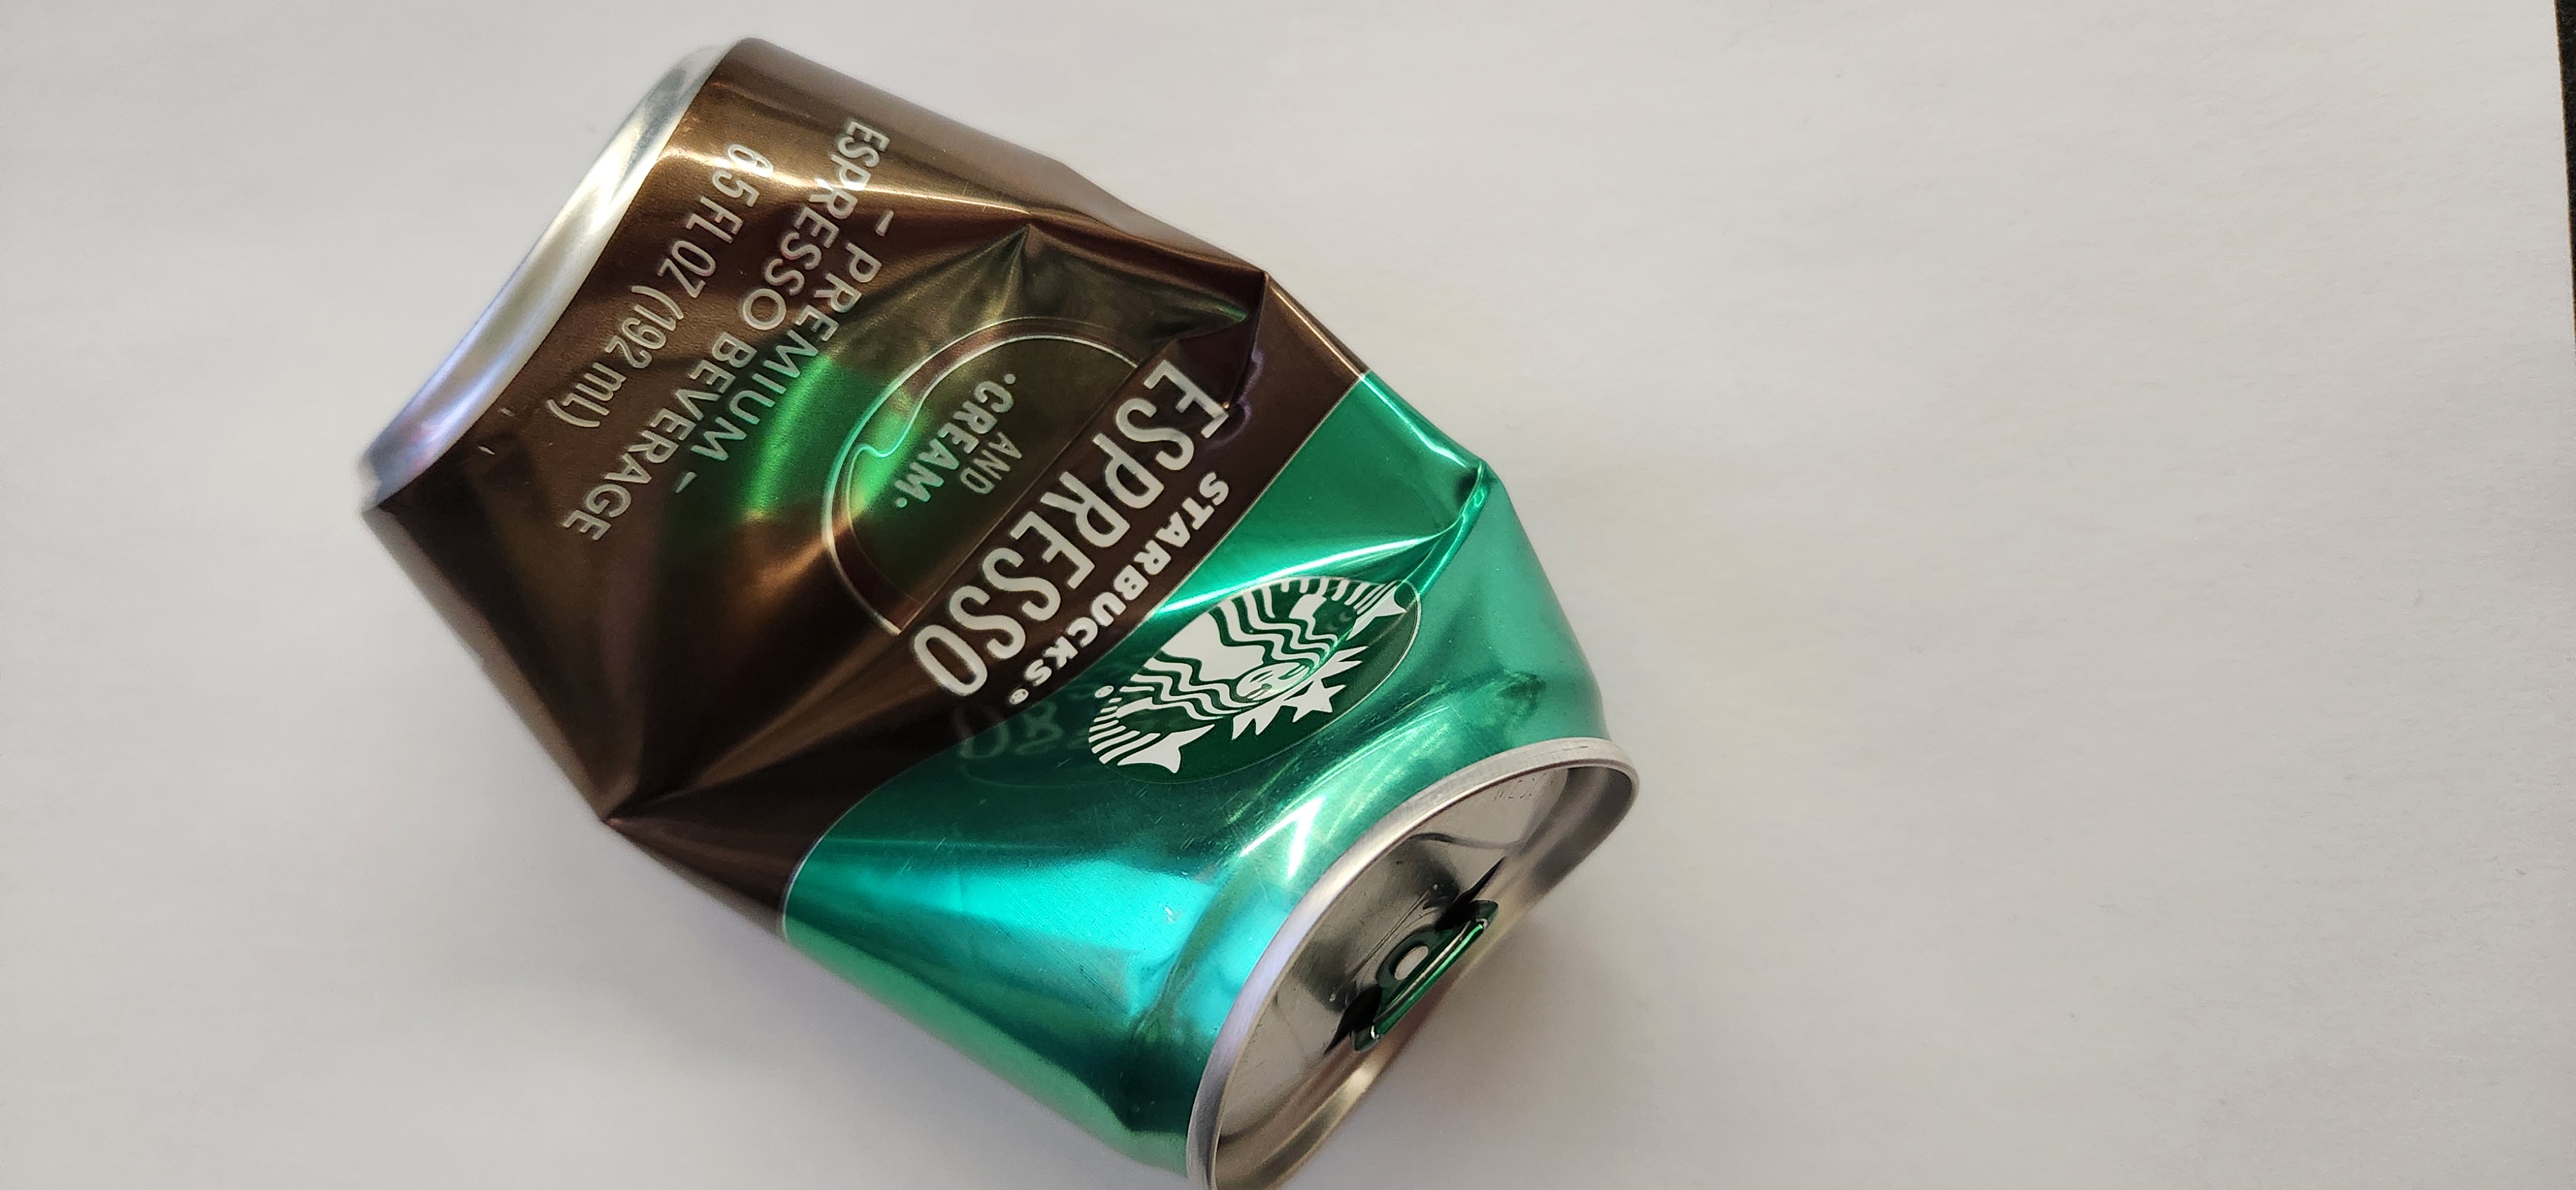 STARBUCKS®
ESPRESSO
AND
·CREAM·
– PREMIUM –
ESPRESSO BEVERAGE
6.5 FL OZ (192 mL)